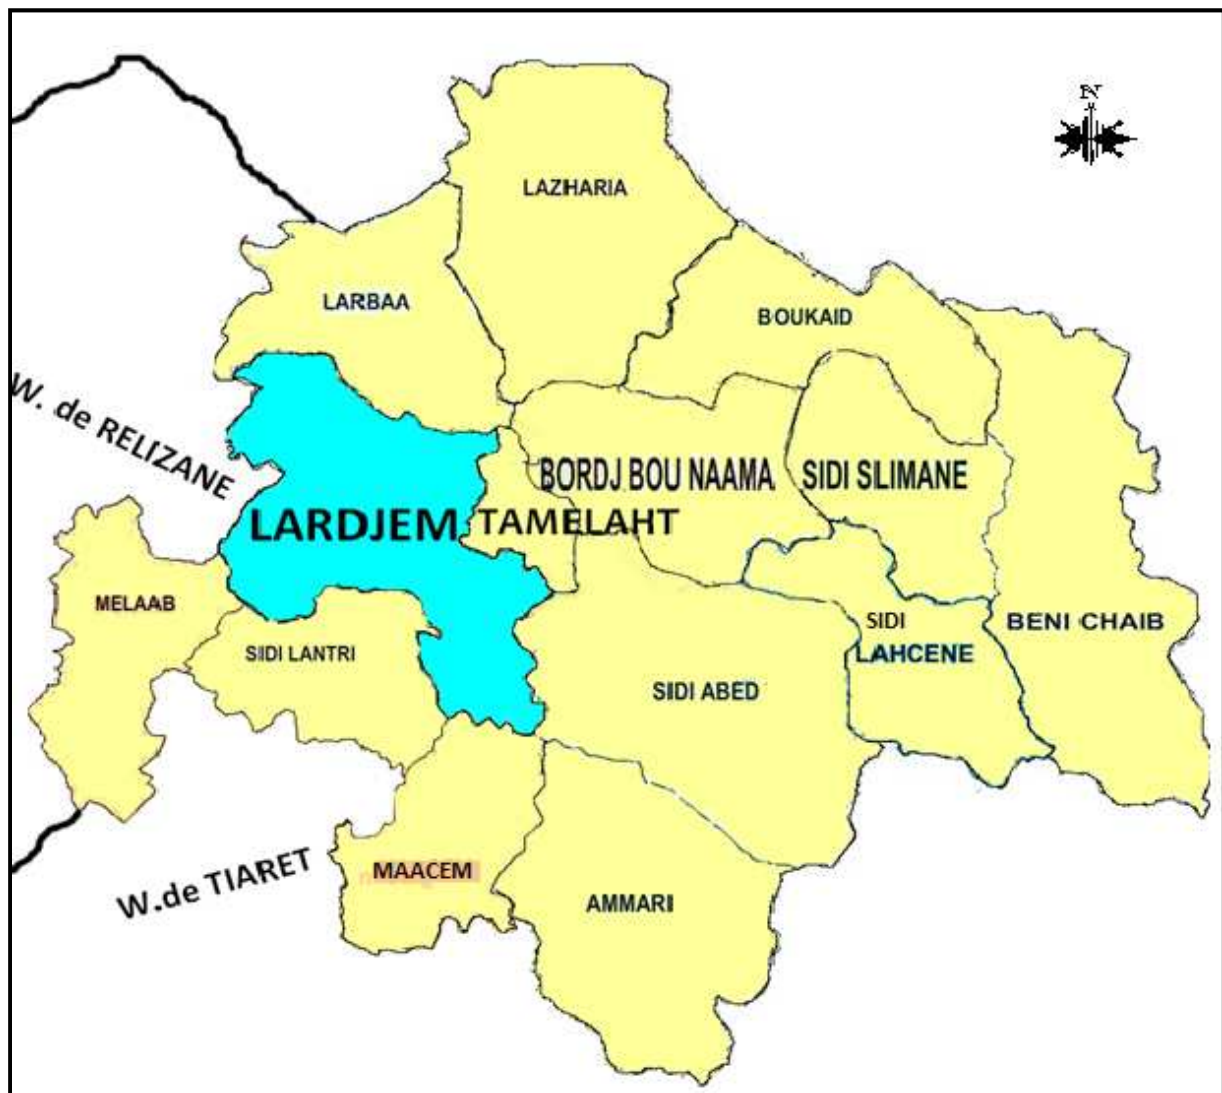 N
LAZHARIA
LARBAA
BOUKAID
W. de RELIZANE
BORDJ BOU NAAMA
SIDI SLIMANE
LARDJEM
TAMELAHT
MELAAB
SIDI LANTRI
SIDI
LAHCENE
BENI CHAIB
SIDI ABED
W.de TIARET
MAACEM
AMMARI